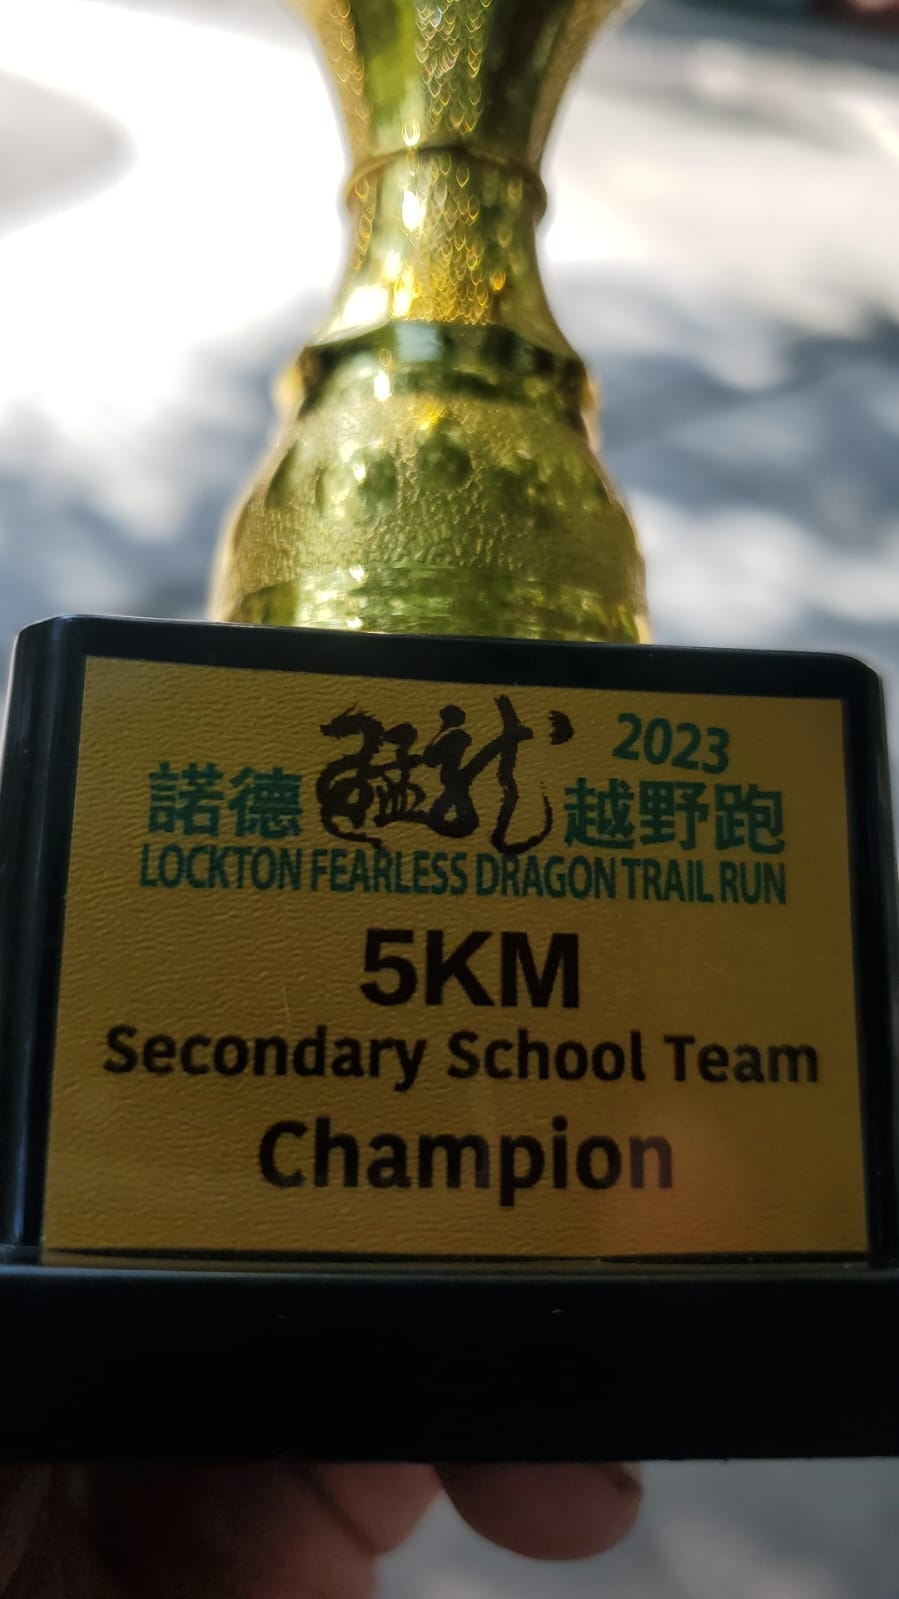 2023
諾德猛龍越野跑
LOCKTON FEARLESS DRAGON TRAIL RUN
5KM
Secondary School Team
Champion